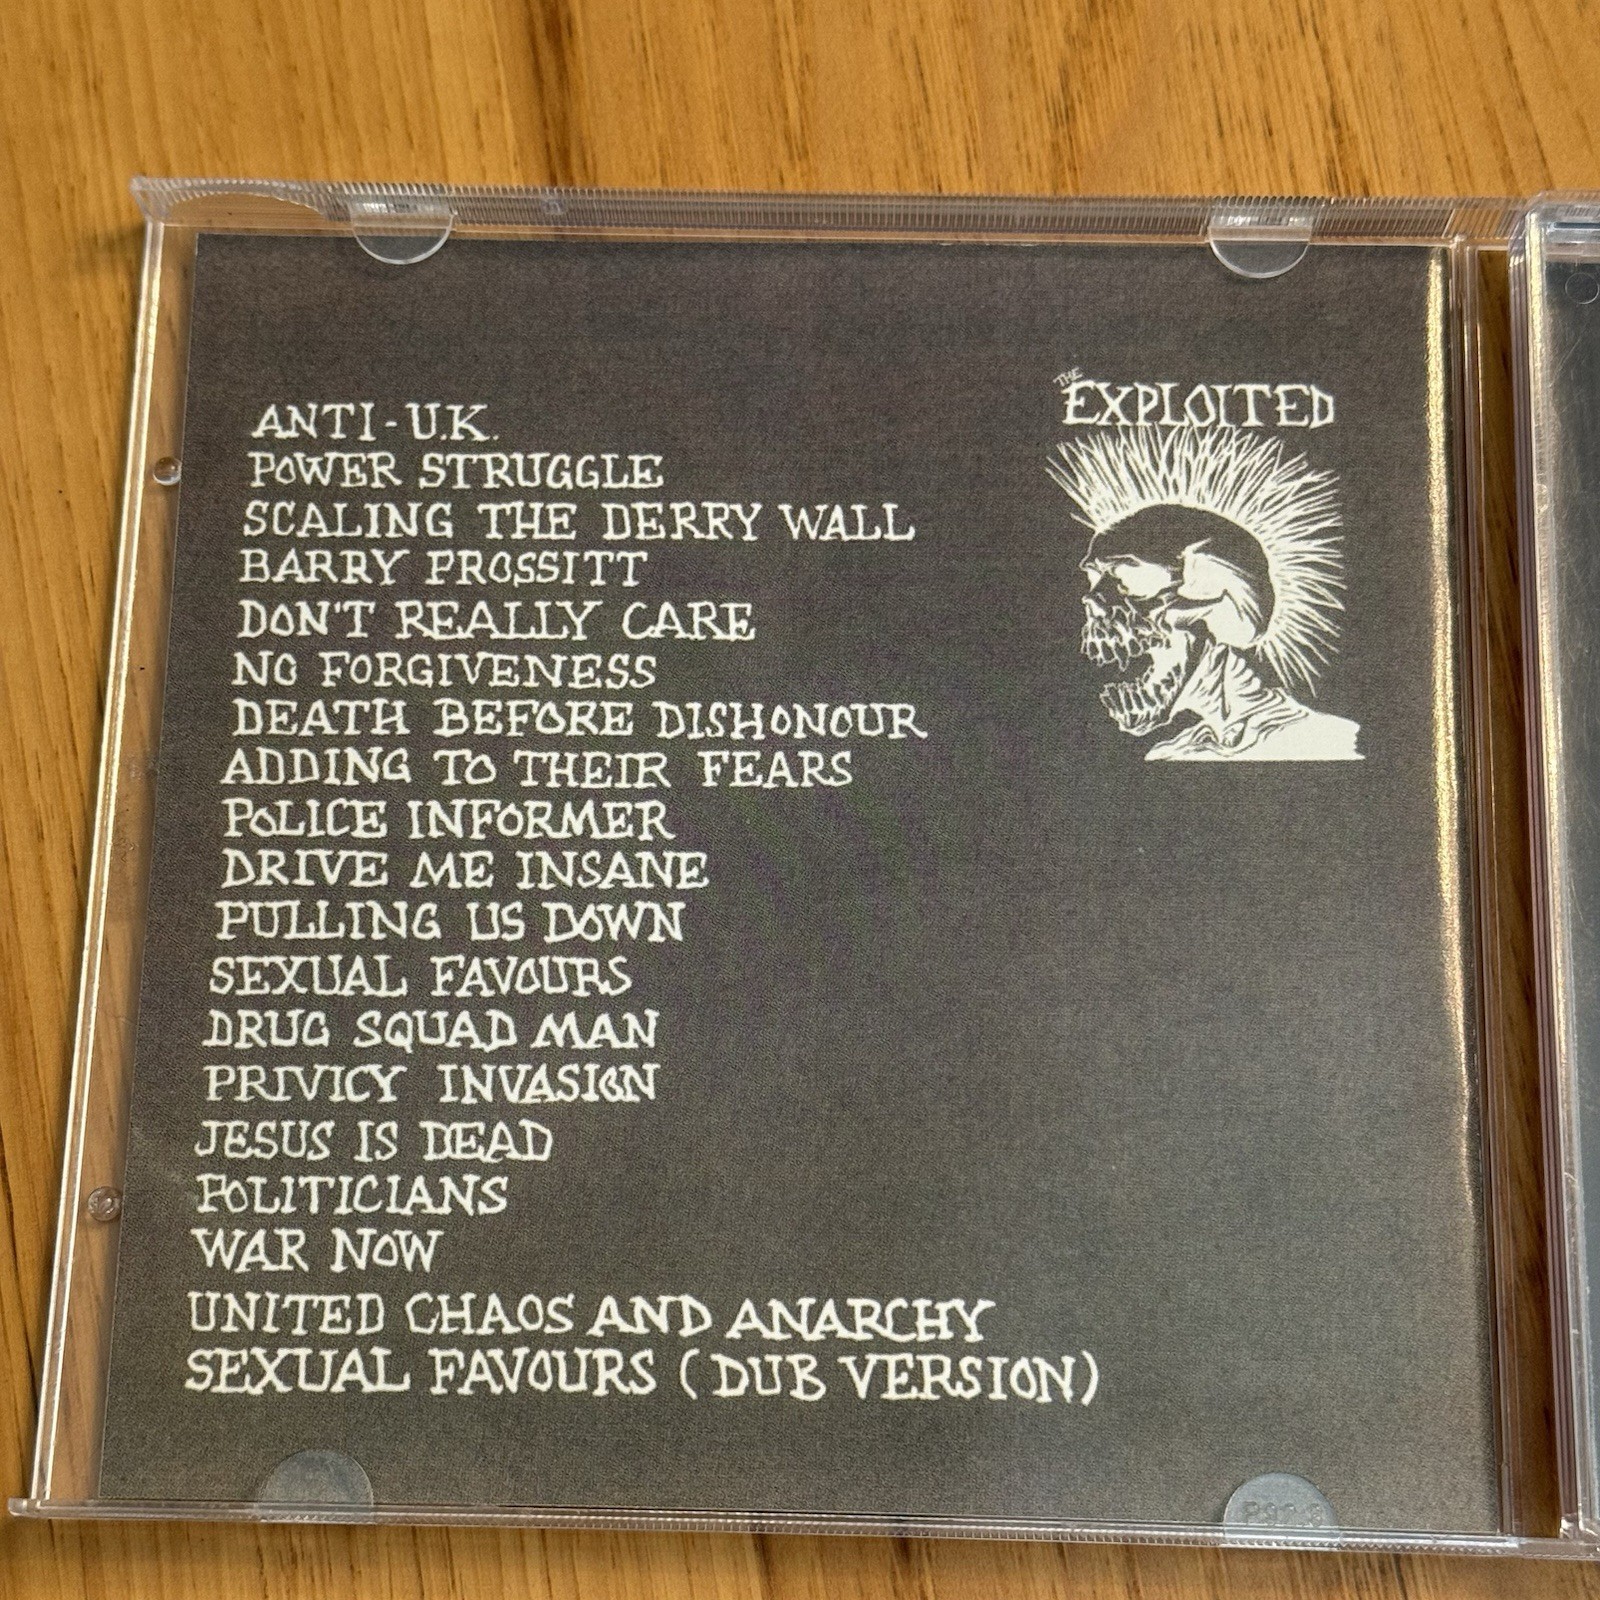 THE
EXPLOITED
ANTI-U.K.
POWER STRUGGLE
SCALING THE DERRY WALL
BARRY PROSSITT
DON'T REALLY CARE
NO FORGIVENESS
DEATH BEFORE DISHONOUR
ADDING TO THEIR FEARS
POLICE INFORMER
DRIVE ME INSANE
PULLING US DOWN
SEXUAL FAVOURS
DRUG SQUAD MAN
PRIVICY INVASION
JESUS IS DEAD
POLITICIANS
WAR NOW
UNITED CHAOS AND ANARCHY
SEXUAL FAVOURS (DUB VERSION)